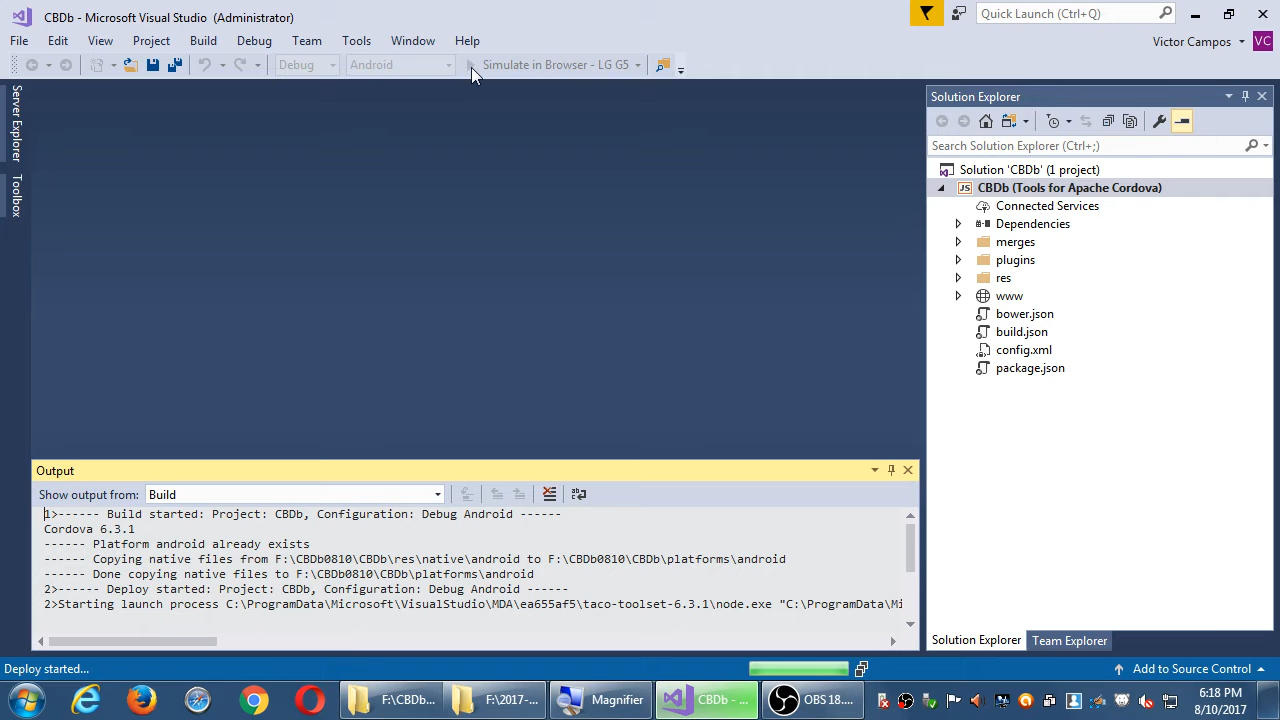 CBDb - Microsoft Visual Studio (Administrator)
Quick Launch (Ctrl+Q)
File Edit View Project Build Debug Team Tools Window Help
Victor Campos VC
Debug Android Simulate in Browser - LG G5
Server Explorer
Toolbox
Solution Explorer
Search Solution Explorer (Ctrl+;)
Solution 'CBDb' (1 project)
JS CBDb (Tools for Apache Cordova)
Connected Services
Dependencies
merges
plugins
res
www
bower.json
build.json
config.xml
package.json
Output
Show output from: Build
1>------ Build started: Project: CBDb, Configuration: Debug Android ------
Cordova 6.3.1
------ Platform android already exists
------ Copying native files from F:\CBDb0810\CBDb\res\native\android to F:\CBDb0810\CBDb\platforms\android
------ Done copying native files to F:\CBDb0810\CBDb\platforms\android
2>------ Deploy started: Project: CBDb, Configuration: Debug Android ------
2>Starting launch process C:\ProgramData\Microsoft\VisualStudio\MDA\ea655af5\taco-toolset-6.3.1\node.exe "C:\ProgramData\Mi
Solution Explorer Team Explorer
Deploy started...
Add to Source Control
F:\CBDb... F:\2017-... Magnifier CBDb - ... OBS 18....
6:18 PM
8/10/2017